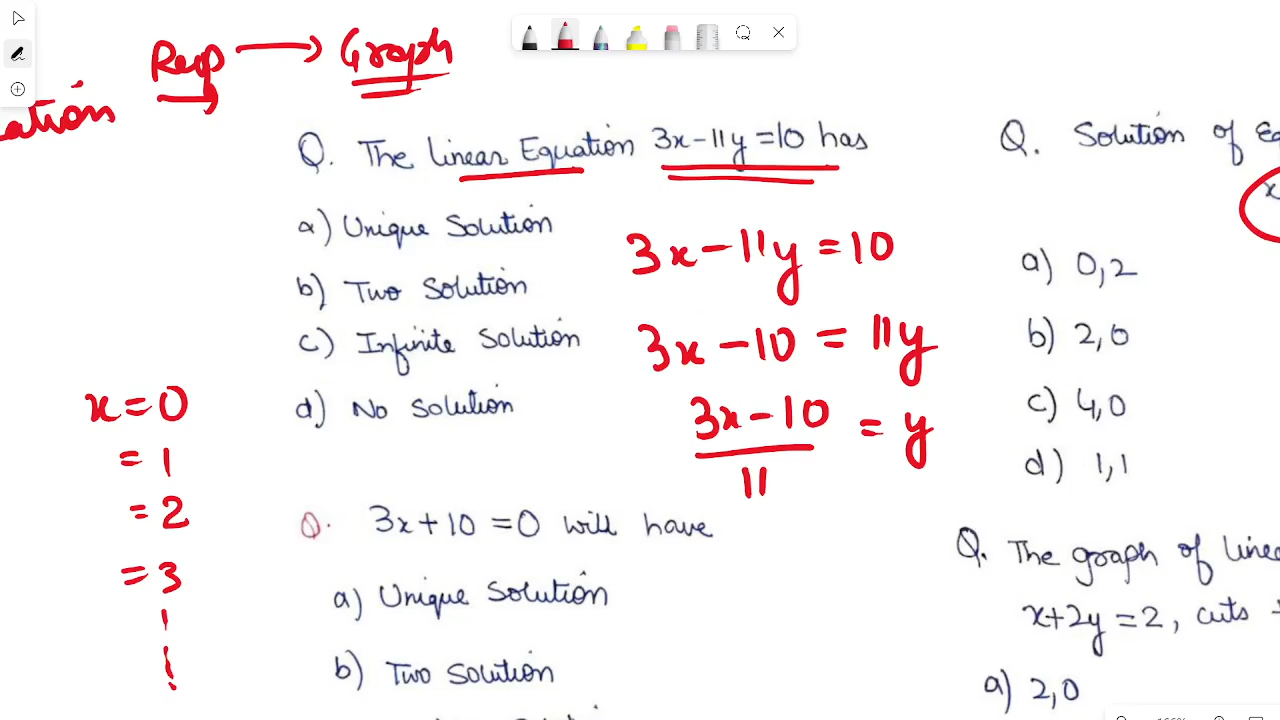 Rep → Graph
ation
Q. The Linear Equation 3x-11y=10 has
a) Unique Solution
b) Two Solution
c) Infinite Solution
d) No Solution
3x-11y=10
3x-10=11y
3x-10/11=y
x=0
=1
=2
=3
Q. 3x+10=0 will have
a) Unique Solution
b) Two Solution
Q. Solution of Eq
x
a) 0,2
b) 2,0
c) 4,0
d) 1,1
Q. The graph of line
x+2y=2, cuts
a) 2,0